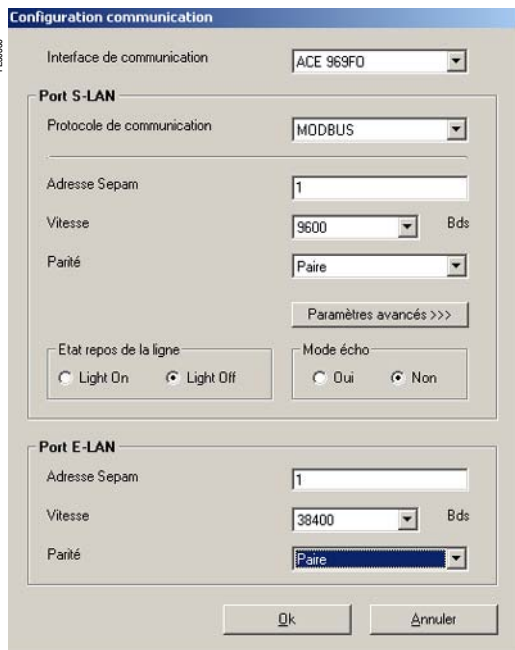 Configuration communication
Interface de communication ACE 969FO
Port S-LAN
Protocole de communication MODBUS
Adresse Sepam 1
Vitesse 9600 Bds
Parité Paire
Paramètres avancés >>>
Etat repos de la ligne Mode écho
Light On Light Off Oui Non
Port E-LAN
Adresse Sepam 1
Vitesse 38400 Bds
Parité Paire
Ok Annuler